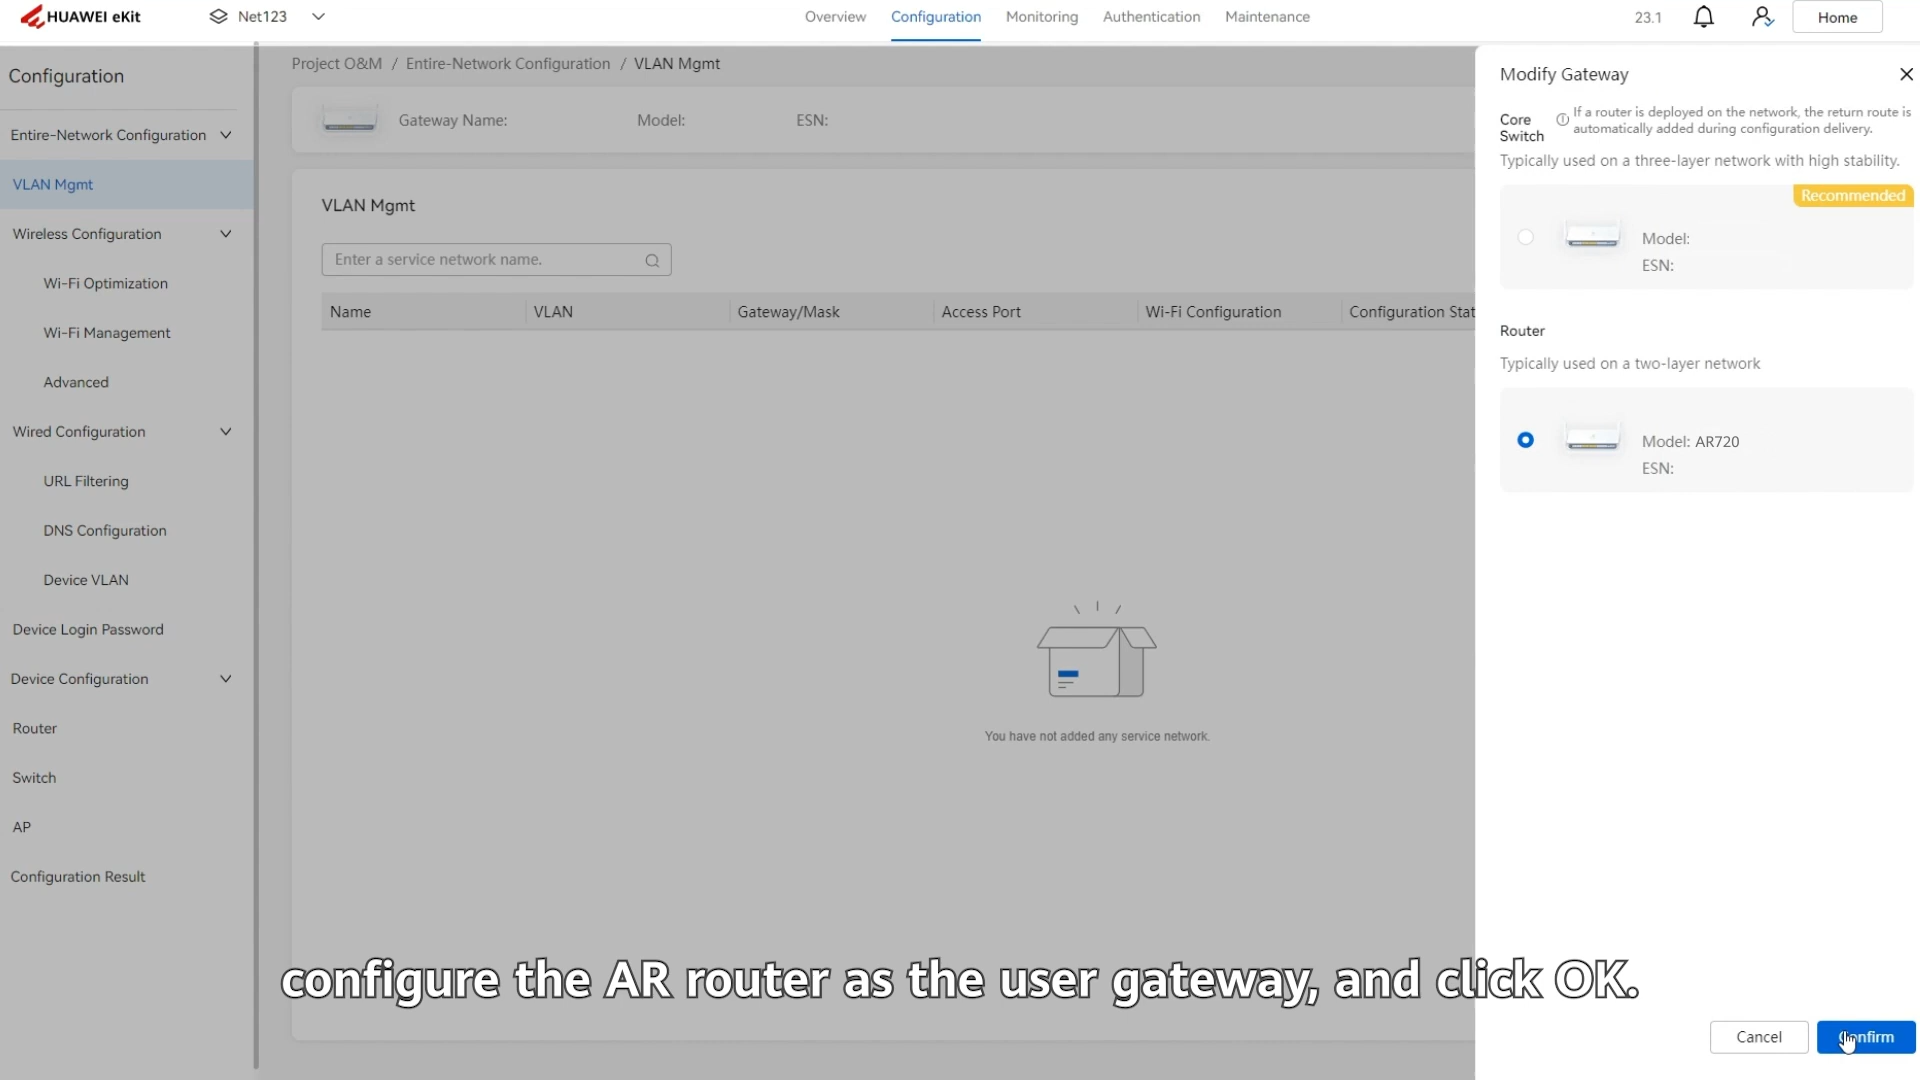 HUAWEI eKit
Net123
Overview
Configuration
Monitoring
Authentication
Maintenance
23.1
Home
Configuration
Entire-Network Configuration
VLAN Mgmt
Wireless Configuration
Wi-Fi Optimization
Wi-Fi Management
Advanced
Wired Configuration
URL Filtering
DNS Configuration
Device VLAN
Device Login Password
Device Configuration
Router
Switch
AP
Configuration Result
Project O&M / Entire-Network Configuration / VLAN Mgmt
Gateway Name:
Model:
ESN:
VLAN Mgmt
Enter a service network name.
Name
VLAN
Gateway/Mask
Access Port
Wi-Fi Configuration
Configuration Stat
You have not added any service network.
Modify Gateway
Core
Switch
If a router is deployed on the network, the return route is
automatically added during configuration delivery.
Typically used on a three-layer network with high stability.
Recommended
Model:
ESN:
Router
Typically used on a two-layer network
Model: AR720
ESN:
configure the AR router as the user gateway, and click OK.
Cancel
Confirm